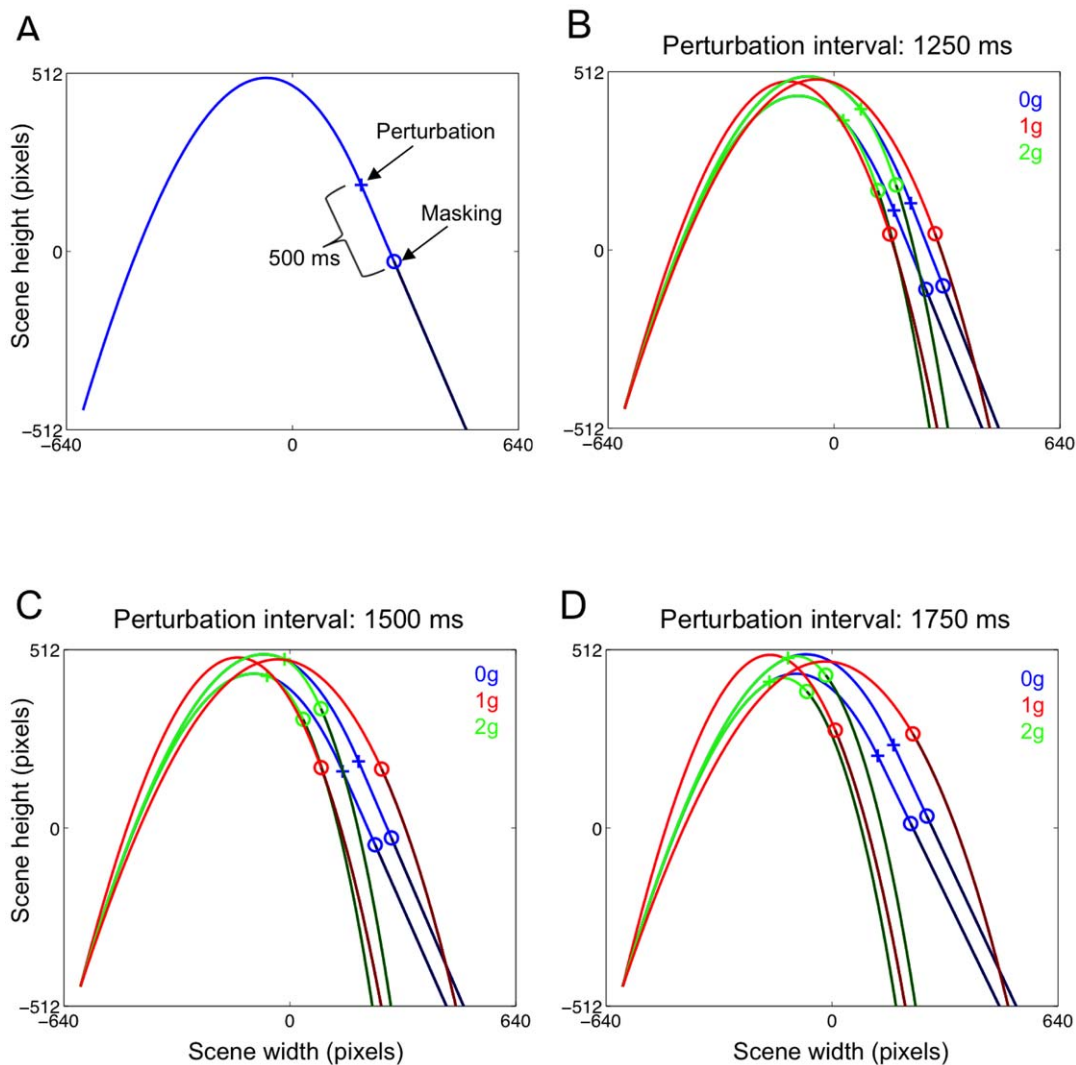 A
512
Perturbation
Masking
500 ms
0
−512
−640
0
640
Scene height (pixels)
B
Perturbation interval: 1250 ms
512
0g
1g
2g
0
−512
−640
0
640
C
Perturbation interval: 1500 ms
512
0g
1g
2g
0
−512
−640
0
640
Scene height (pixels)
Scene width (pixels)
D
Perturbation interval: 1750 ms
512
0g
1g
2g
0
−512
−640
0
640
Scene width (pixels)